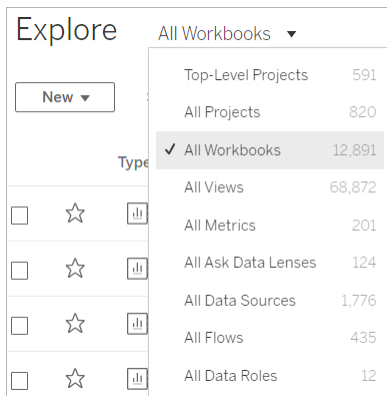 Explore All Workbooks
New
Top-Level Projects 591
All Projects 820
Type
All Workbooks 12,891
All Views 68,872
All Metrics 201
All Ask Data Lenses 124
All Data Sources 1,776
All Flows 435
All Data Roles 12